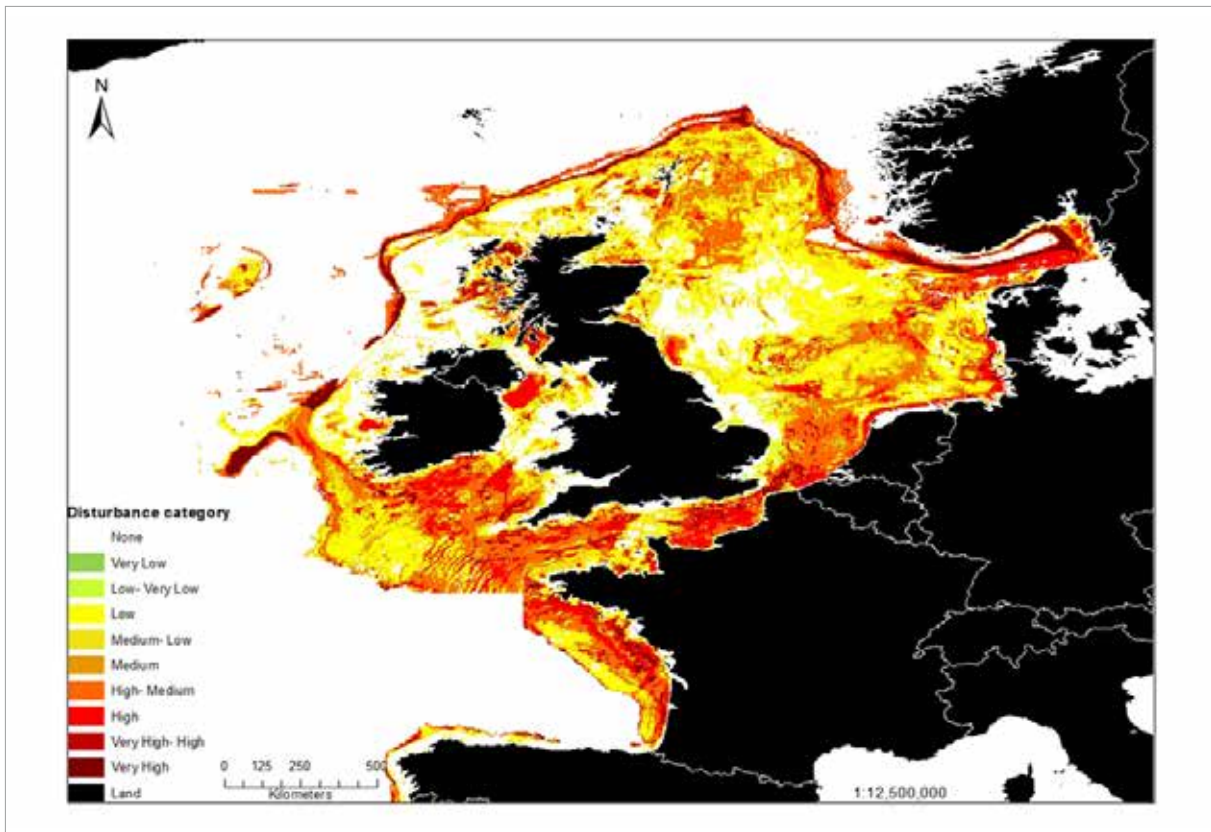 N
Disturbance category
None
Very Low
Low- Very Low
Low
Medium- Low
Medium
High- Medium
High
Very High- High
Very High
Land
0 125 250 500
Kilometers
1:12,500,000